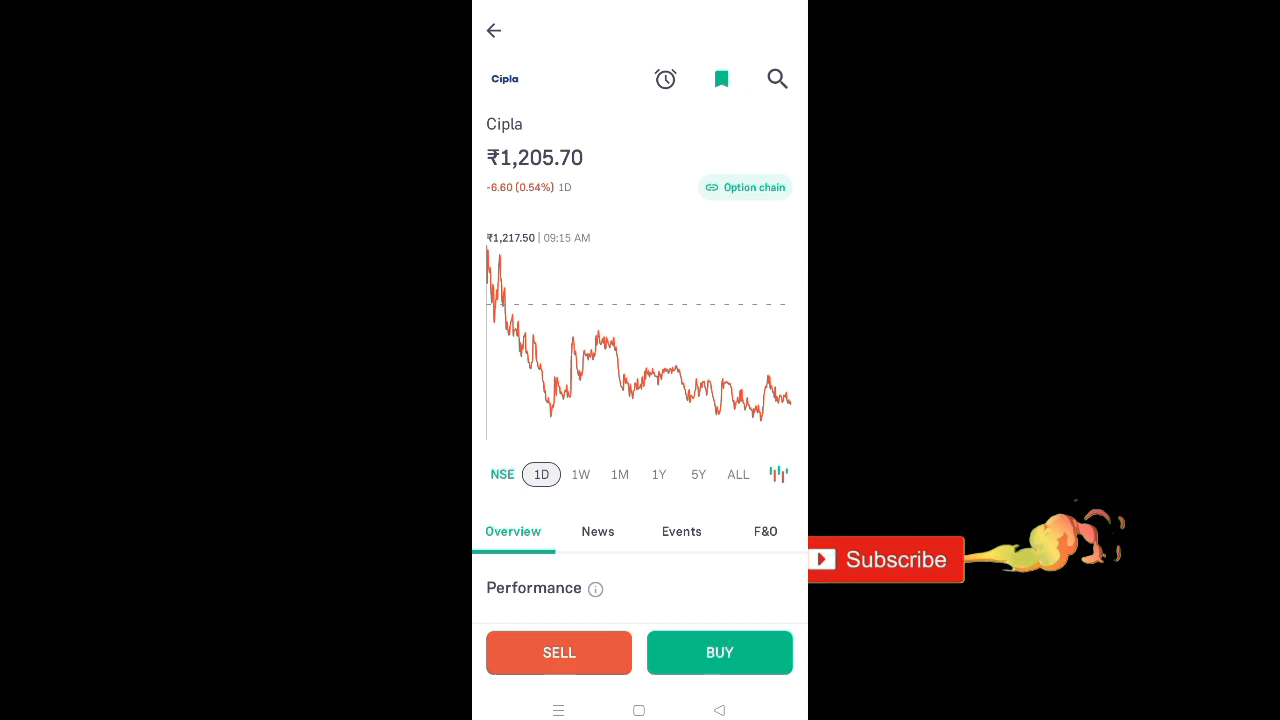 Cipla
Cipla
₹1,205.70
-6.60 (0.54%) 1D
Option chain
₹1,217.50 | 09:15 AM
NSE 1D 1W 1M 1Y 5Y ALL
Overview News Events F&O
Subscribe
Performance
SELL BUY